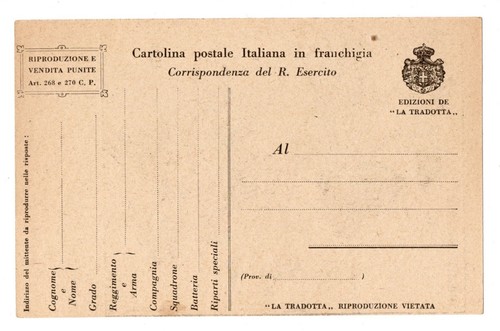 RIPRODUZIONE E
VENDITA PUNITE
Art. 268 e 270 C. P.
Cartolina postale Italiana in franchigia
Corrispondenza del R. Esercito
EDIZIONI DE
"LA TRADOTTA„
Indirizzo del mittente da riprodurre nelle risposte :
Cognome
e
Nome
Grado
Reggimento
e
Arma
Compagnia
Squadrone
Batteria
Riparti speciali
Al
(Prov. di )
"LA TRADOTTA„ RIPRODUZIONE VIETATA